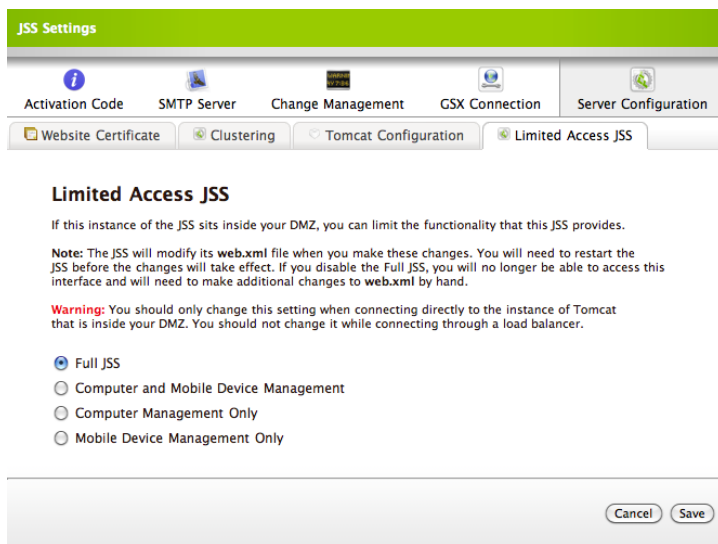 JSS Settings
Activation Code
SMTP Server
Change Management
GSX Connection
Server Configuration
Website Certificate
Clustering
Tomcat Configuration
Limited Access JSS
Limited Access JSS
If this instance of the JSS sits inside your DMZ, you can limit the functionality that this JSS provides.
Note: The JSS will modify its web.xml file when you make these changes. You will need to restart the
JSS before the changes will take effect. If you disable the Full JSS, you will no longer be able to access this
interface and will need to make additional changes to web.xml by hand.
Warning: You should only change this setting when connecting directly to the instance of Tomcat
that is inside your DMZ. You should not change it while connecting through a load balancer.
Full JSS
Computer and Mobile Device Management
Computer Management Only
Mobile Device Management Only
Cancel
Save